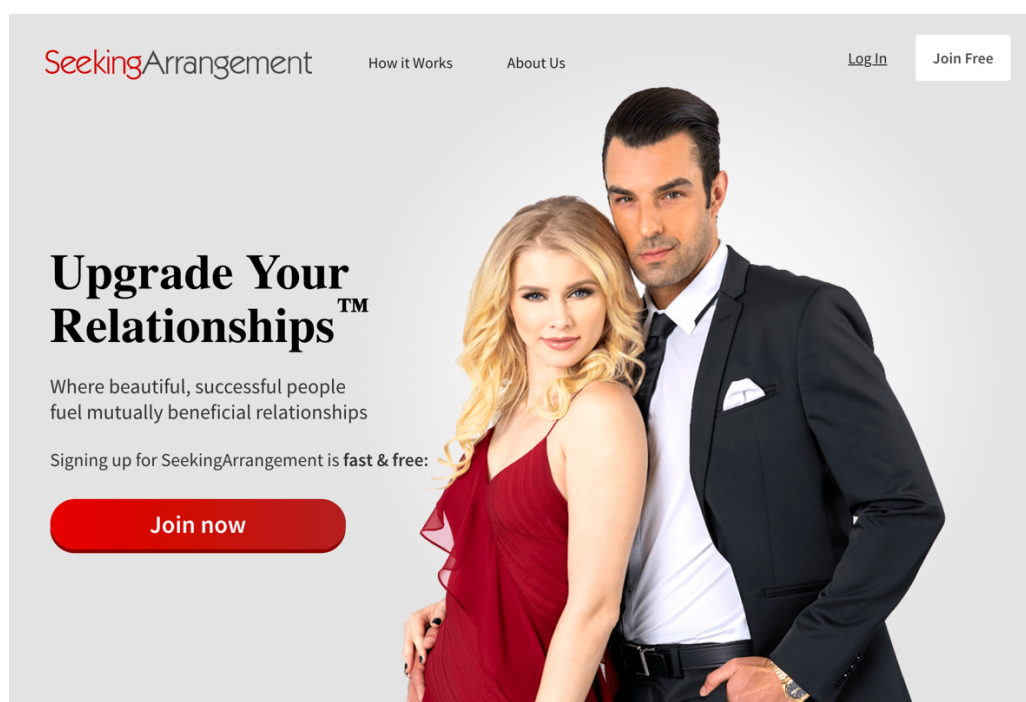 SeekingArrangement
How it Works
About Us
Log In
Join Free
Upgrade Your
Relationships™
Where beautiful, successful people
fuel mutually beneficial relationships
Signing up for SeekingArrangement is fast & free:
Join now